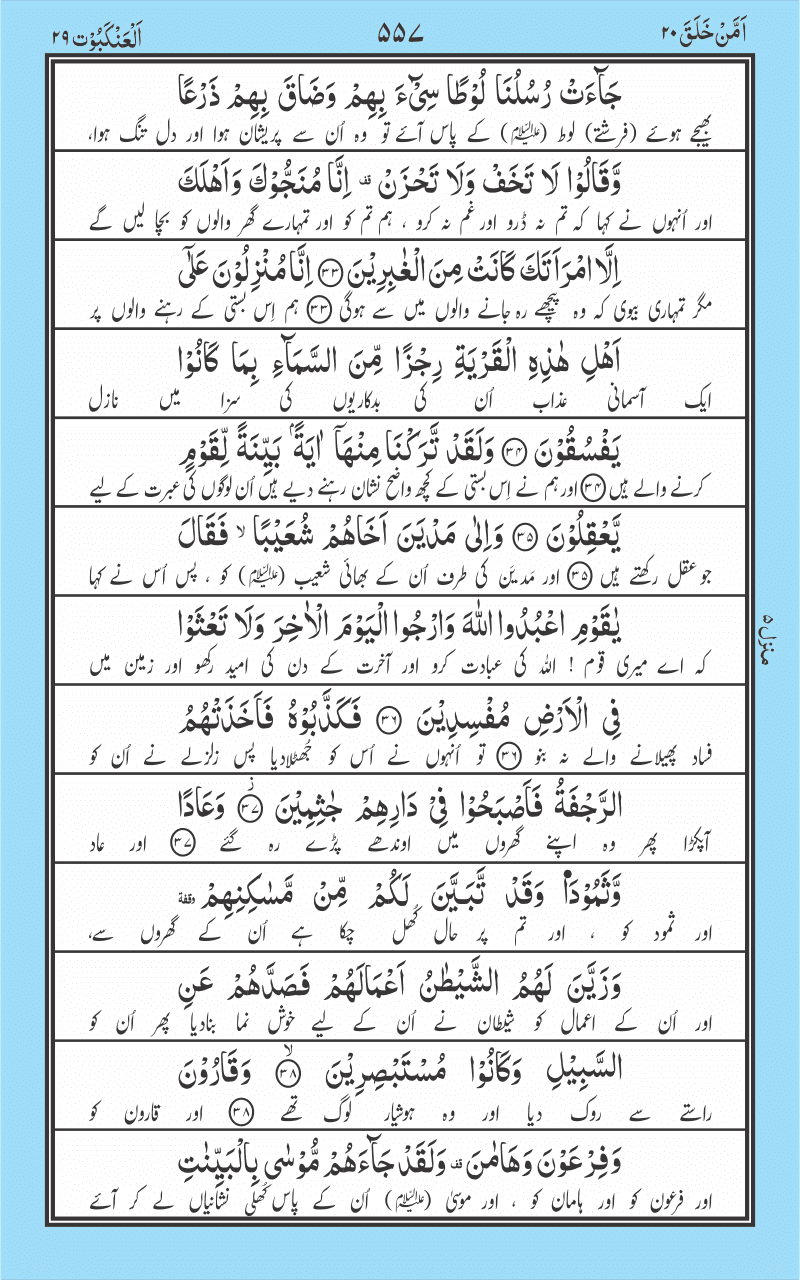 اَمَّنْ خَلَقَ ٢٠
٥٥٧
اَلْعَنْكَبُوْت ٢٩
جَآءَتْ رُسُلُنَا لُوْطًا سِیْٓءَ بِهِمْ وَضَاقَ بِهِمْ ذَرْعًا
بھیجے ہوئے (فرشتے) لوط (علیہ السلام) کے پاس آئے تو وہ اُن سے پریشان ہوا اور دل تنگ ہوا،
وَّقَالُوْا لَا تَخَفْ وَلَا تَحْزَنْ ۟ اِنَّا مُنَجُّوْكَ وَاَهْلَكَ
اور اُنہوں نے کہا کہ تم نہ ڈرو اور غم نہ کرو ، ہم تم کو اور تمہارے گھر والوں کو بچا لیں گے
اِلَّا امْرَاَتَكَ كَانَتْ مِنَ الْغٰبِرِيْنَ ﴿٣٣﴾ اِنَّا مُنْزِلُوْنَ عَلٰٓى
مگر تمہاری بیوی کہ وہ پیچھے رہ جانے والوں میں سے ہوگی ﴿٣٣﴾ ہم اِس بستی کے رہنے والوں پر
اَهْلِ هٰذِهِ الْقَرْيَةِ رِجْزًا مِّنَ السَّمَآءِ بِمَا كَانُوْا
ایک آسمانی عذاب اُن کی بدکاریوں کی سزا میں نازل
يَفْسُقُوْنَ ﴿٣٤﴾ وَلَقَدْ تَّرَكْنَا مِنْهَآ اٰيَةًۢ بَيِّنَةً لِّقَوْمٍ
کرنے والے ہیں ﴿٣٤﴾ اور ہم نے اِس بستی کے کچھ واضح نشان رہنے دیے ہیں اُن لوگوں کی عبرت کے لیے
يَّعْقِلُوْنَ ﴿٣٥﴾ وَاِلٰى مَدْيَنَ اَخَاهُمْ شُعَيْبًا ۙ فَقَالَ
جو عقل رکھتے ہیں ﴿٣٥﴾ اور مَدیَن کی طرف اُن کے بھائی شعیب (علیہ السلام) کو ، پس اُس نے کہا
يٰقَوْمِ اعْبُدُوا اللّٰهَ وَارْجُوا الْيَوْمَ الْاٰخِرَ وَلَا تَعْثَوْا
کہ اے میری قوم ! اللہ کی عبادت کرو اور آخرت کے دن کی امید رکھو اور زمین میں
فِي الْاَرْضِ مُفْسِدِيْنَ ﴿٣٦﴾ فَكَذَّبُوْهُ فَاَخَذَتْهُمُ
فساد پھیلانے والے نہ بنو ﴿٣٦﴾ تو اُنہوں نے اُس کو جُھٹلادیا پس زلزلے نے اُن کو
الرَّجْفَةُ فَاَصْبَحُوْا فِيْ دَارِهِمْ جٰثِمِيْنَ ﴿٣٧﴾ۙ وَعَادًا
آپکڑا پھر وہ اپنے گھروں میں اوندھے پڑے رہ گئے ﴿٣٧﴾ اور عاد
وَّثَمُوْدَا۟ وَقَدْ تَّبَيَّنَ لَكُمْ مِّنْ مَّسٰكِنِهِمْ وقفة
اور ثمود کو ، اور تم پر حال کُھل چکا ہے اُن کے گھروں سے،
وَزَيَّنَ لَهُمُ الشَّيْطٰنُ اَعْمَالَهُمْ فَصَدَّهُمْ عَنِ
اور اُن کے اعمال کو شیطان نے اُن کے لیے خوش نما بنادیا پھر اُن کو
السَّبِيْلِ وَكَانُوْا مُسْتَبْصِرِيْنَ ﴿٣٨﴾ۙ وَقَارُوْنَ
راستے سے روک دیا اور وہ ہوشیار لوگ تھے ﴿٣٨﴾ اور قارون کو
وَفِرْعَوْنَ وَهَامٰنَ ۟ وَلَقَدْ جَآءَهُمْ مُّوْسٰى بِالْبَيِّنٰتِ
اور فرعون کو اور ہامان کو ، اور موسیٰ (علیہ السلام) اُن کے پاس کُھلی نشانیاں لے کر آئے
منزل ٥